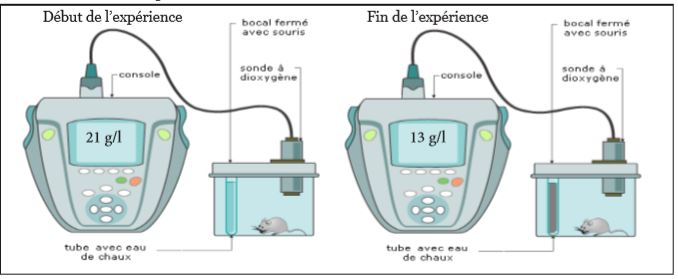 Début de l'expérience
bocal fermé
avec souris
sonde à
dioxygène
console
21 g/l
tube avec eau
de chaux
Fin de l'expérience
bocal fermé
avec souris
sonde à
dioxygène
console
13 g/l
tube avec eau
de chaux